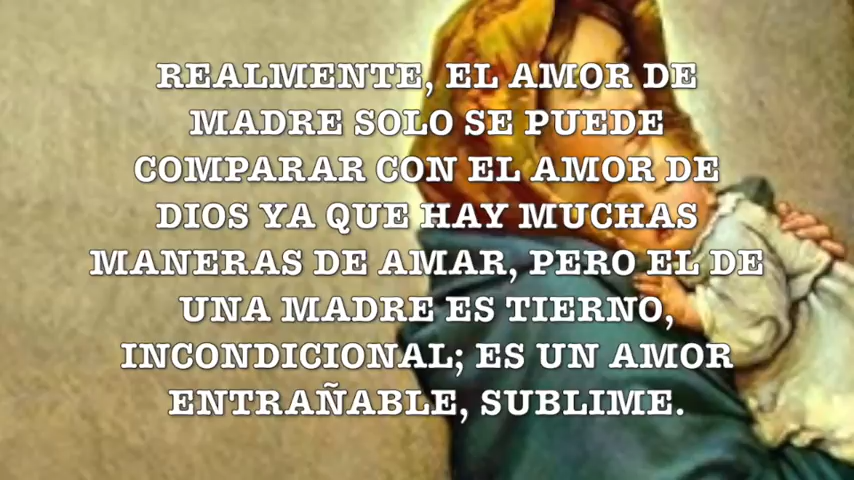 REALMENTE, EL AMOR DE
MADRE SOLO SE PUEDE
COMPARAR CON EL AMOR DE
DIOS YA QUE HAY MUCHAS
MANERAS DE AMAR, PERO EL DE
UNA MADRE ES TIERNO,
INCONDICIONAL; ES UN AMOR
ENTRAÑABLE, SUBLIME.